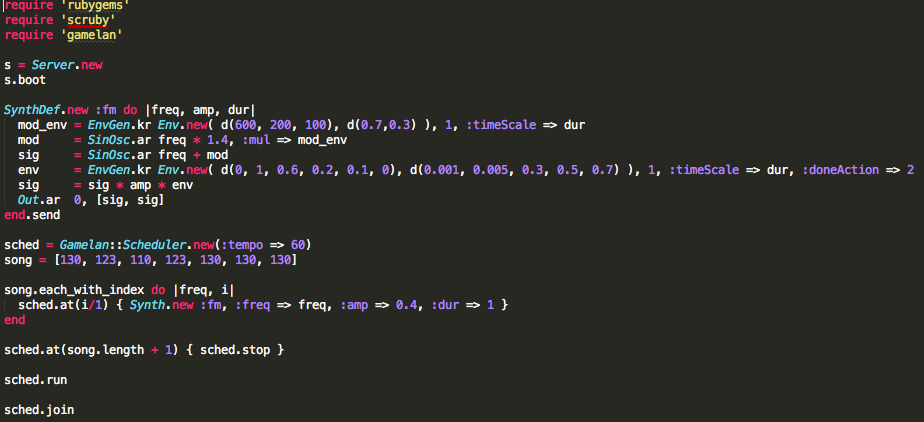 require 'rubygems'
require 'scruby'
require 'gamelan'
s = Server.new
s.boot
SynthDef.new :fm do |freq, amp, dur|
mod_env = EnvGen.kr Env.new( d(600, 200, 100), d(0.7,0.3) ), 1, :timeScale => dur
mod     = SinOsc.ar freq * 1.4, :mul => mod_env
sig     = SinOsc.ar freq + mod
env     = EnvGen.kr Env.new( d(0, 1, 0.6, 0.2, 0.1, 0), d(0.001, 0.005, 0.3, 0.5, 0.7) ), 1, :timeScale => dur, :doneAction => 2
sig     = sig * amp * env
Out.ar  0, [sig, sig]
end.send
sched = Gamelan::Scheduler.new(:tempo => 60)
song = [130, 123, 110, 123, 130, 130, 130]
song.each_with_index do |freq, i|
sched.at(i/1) { Synth.new :fm, :freq => freq, :amp => 0.4, :dur => 1 }
end
sched.at(song.length + 1) { sched.stop }
sched.run
sched.join